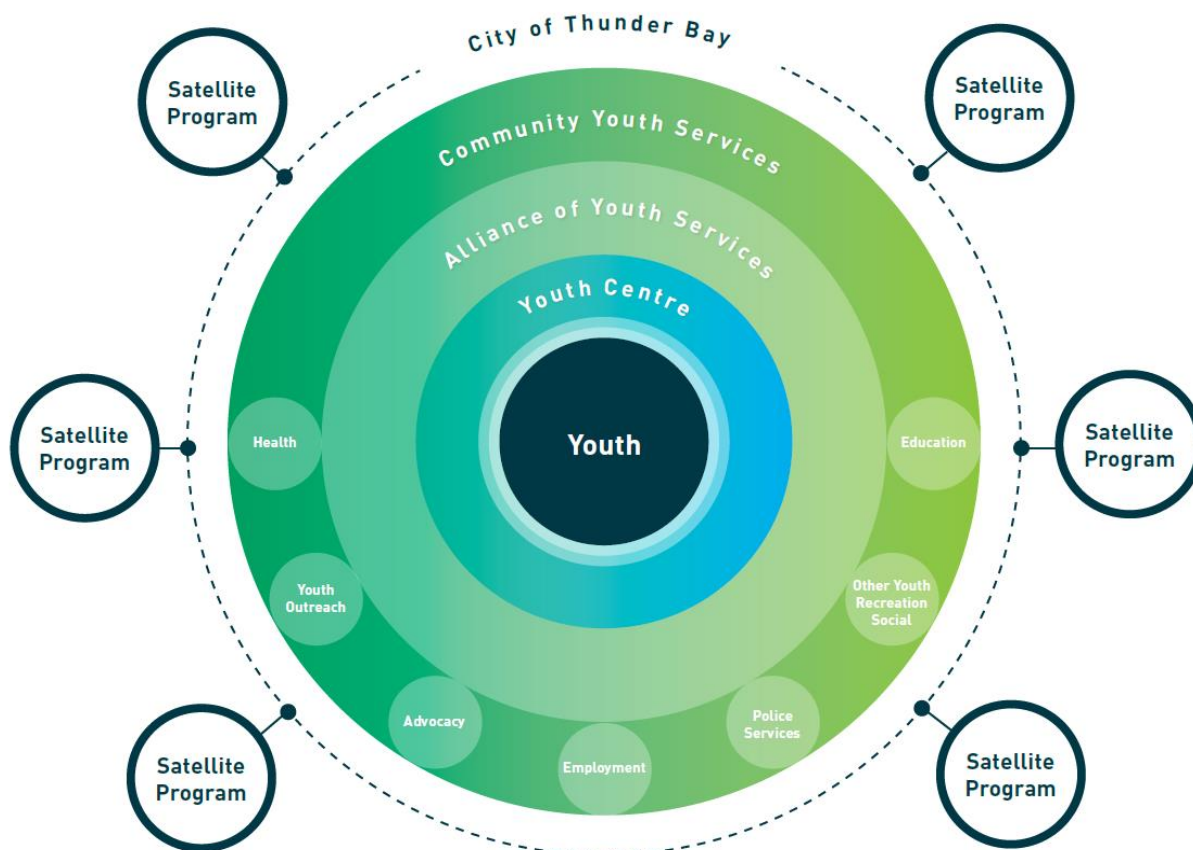 City of Thunder Bay
Satellite
Program
Satellite
Program
Community Youth Services
Alliance of Youth Services
Youth Centre
Youth
Satellite
Program
Health
Education
Satellite
Program
Youth
Outreach
Other Youth
Recreation
Social
Advocacy
Police
Services
Employment
Satellite
Program
Satellite
Program